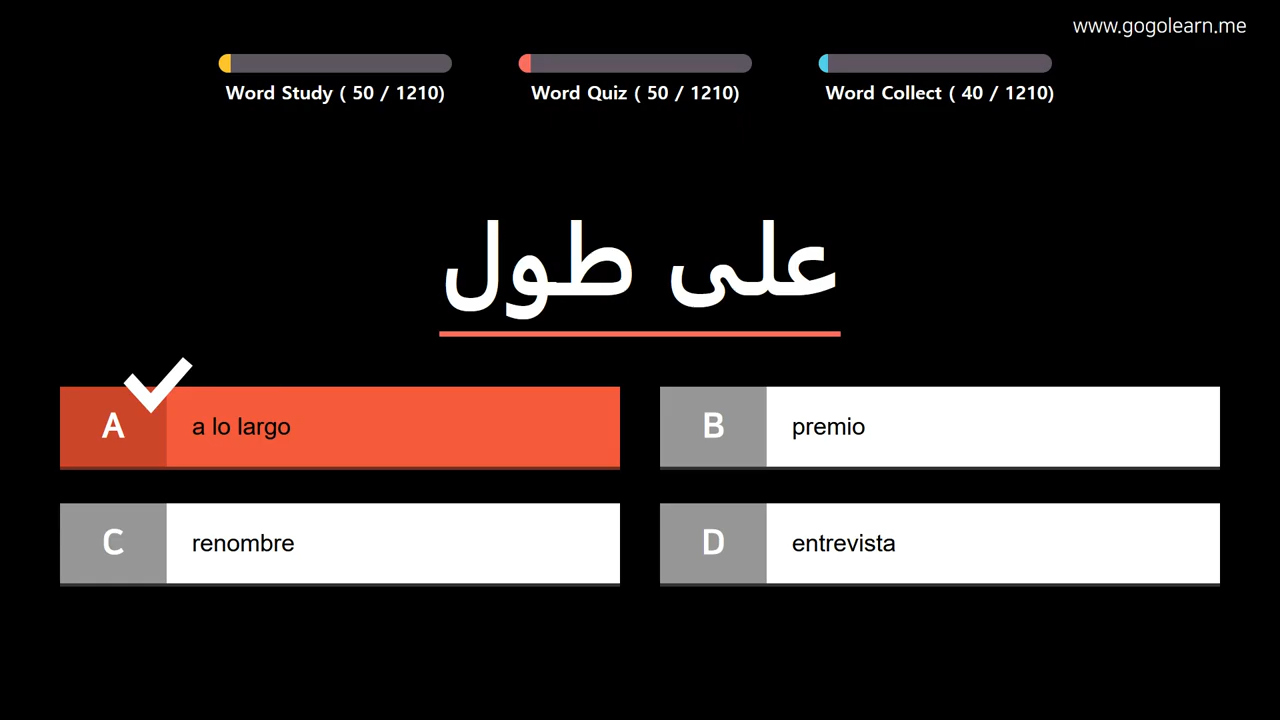 www.gogolearn.me
Word Study ( 50 / 1210)
Word Quiz ( 50 / 1210)
Word Collect ( 40 / 1210)
على طول
A
a lo largo
B
premio
C
renombre
D
entrevista